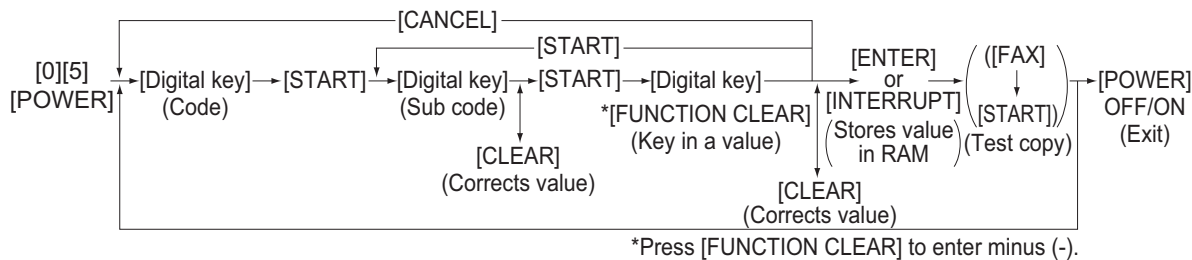 [CANCEL]
[START]
[0][5]
[POWER]
[Digital key]
(Code)
[START]
[Digital key]
(Sub code)
[START]
[Digital key]
*[FUNCTION CLEAR]
(Key in a value)
[ENTER]
or
[INTERRUPT]
(Stores value
in RAM)
([FAX]
[START])
(Test copy)
[POWER]
OFF/ON
(Exit)
[CLEAR]
(Corrects value)
[CLEAR]
(Corrects value)
*Press [FUNCTION CLEAR] to enter minus (-).